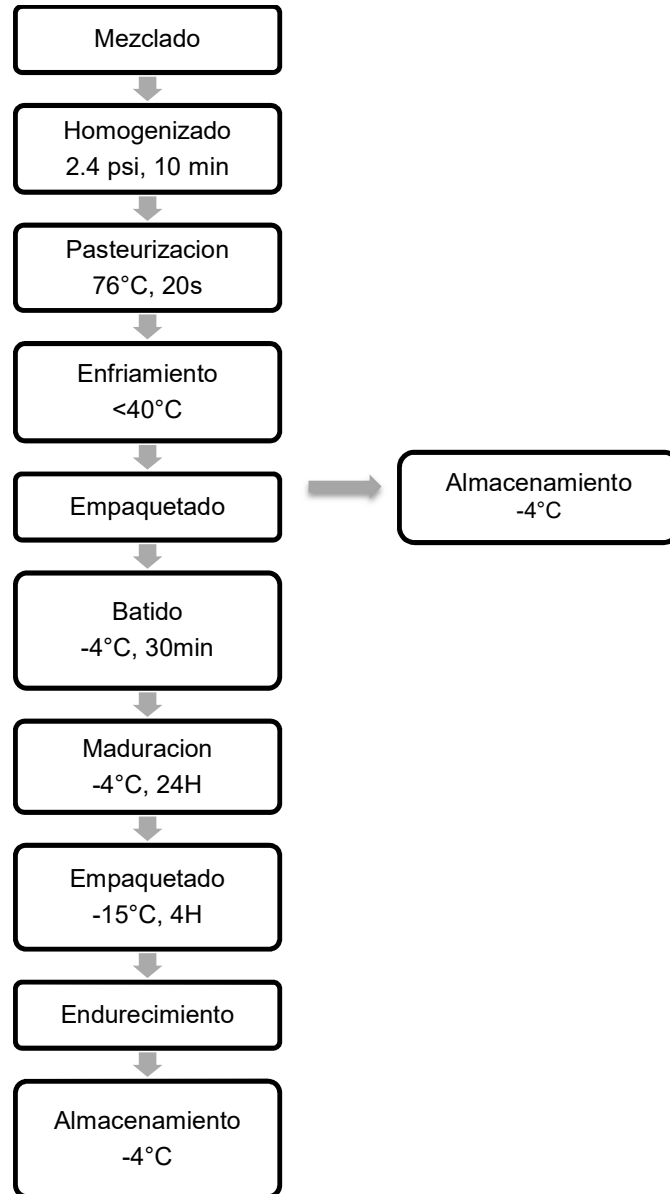 Mezclado
Homogenizado
2.4 psi, 10 min
Pasteurizacion
76°C, 20s
Enfriamiento
<40°C
Empaquetado
Almacenamiento
-4°C
Batido
-4°C, 30min
Maduracion
-4°C, 24H
Empaquetado
-15°C, 4H
Endurecimiento
Almacenamiento
-4°C